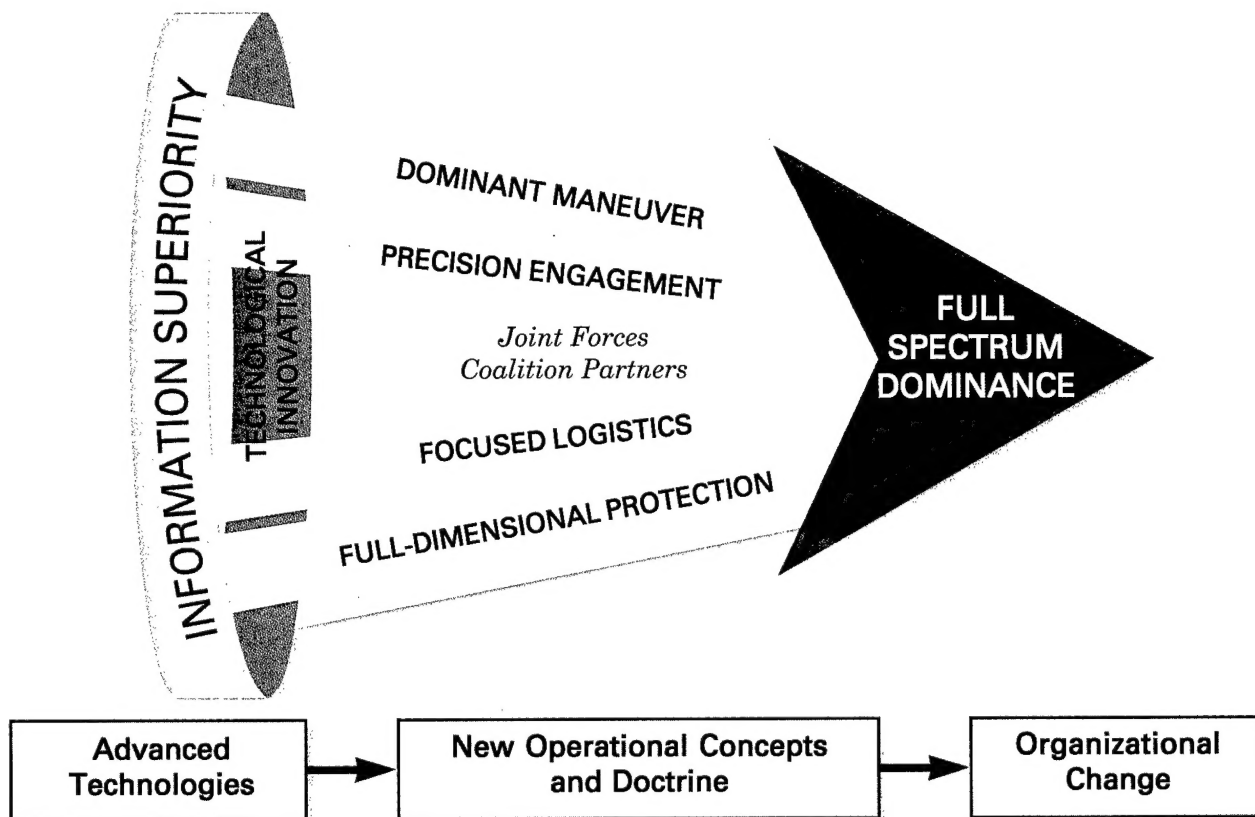 INFORMATION SUPERIORITY
TECHNOLOGICAL
INNOVATION
DOMINANT MANEUVER
PRECISION ENGAGEMENT
Joint Forces
Coalition Partners
FOCUSED LOGISTICS
FULL-DIMENSIONAL PROTECTION
FULL
SPECTRUM
DOMINANCE
Advanced
Technologies
New Operational Concepts
and Doctrine
Organizational
Change